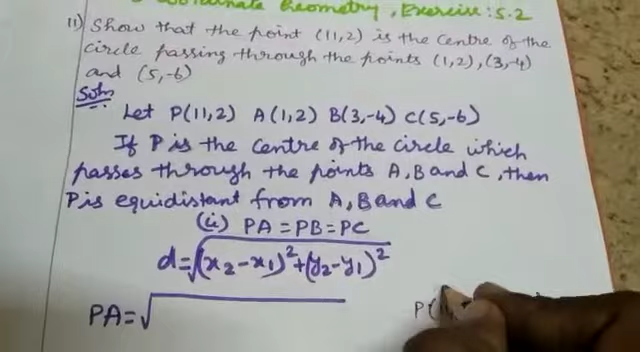 Coordinate Geometry, Exercise: 5.2
11) Show that the point (11,2) is the centre of the
circle passing through the points (1,2), (3,-4)
and (5,-6)
Soln
Let P(11,2) A(1,2) B(3,-4) C(5,-6)
If P is the centre of the circle which
passes through the points A, B and C, then
P is equidistant from A, B and C
(i) PA = PB = PC
d = √(x₂-x₁)²+(y₂-y₁)²
PA = √
P(